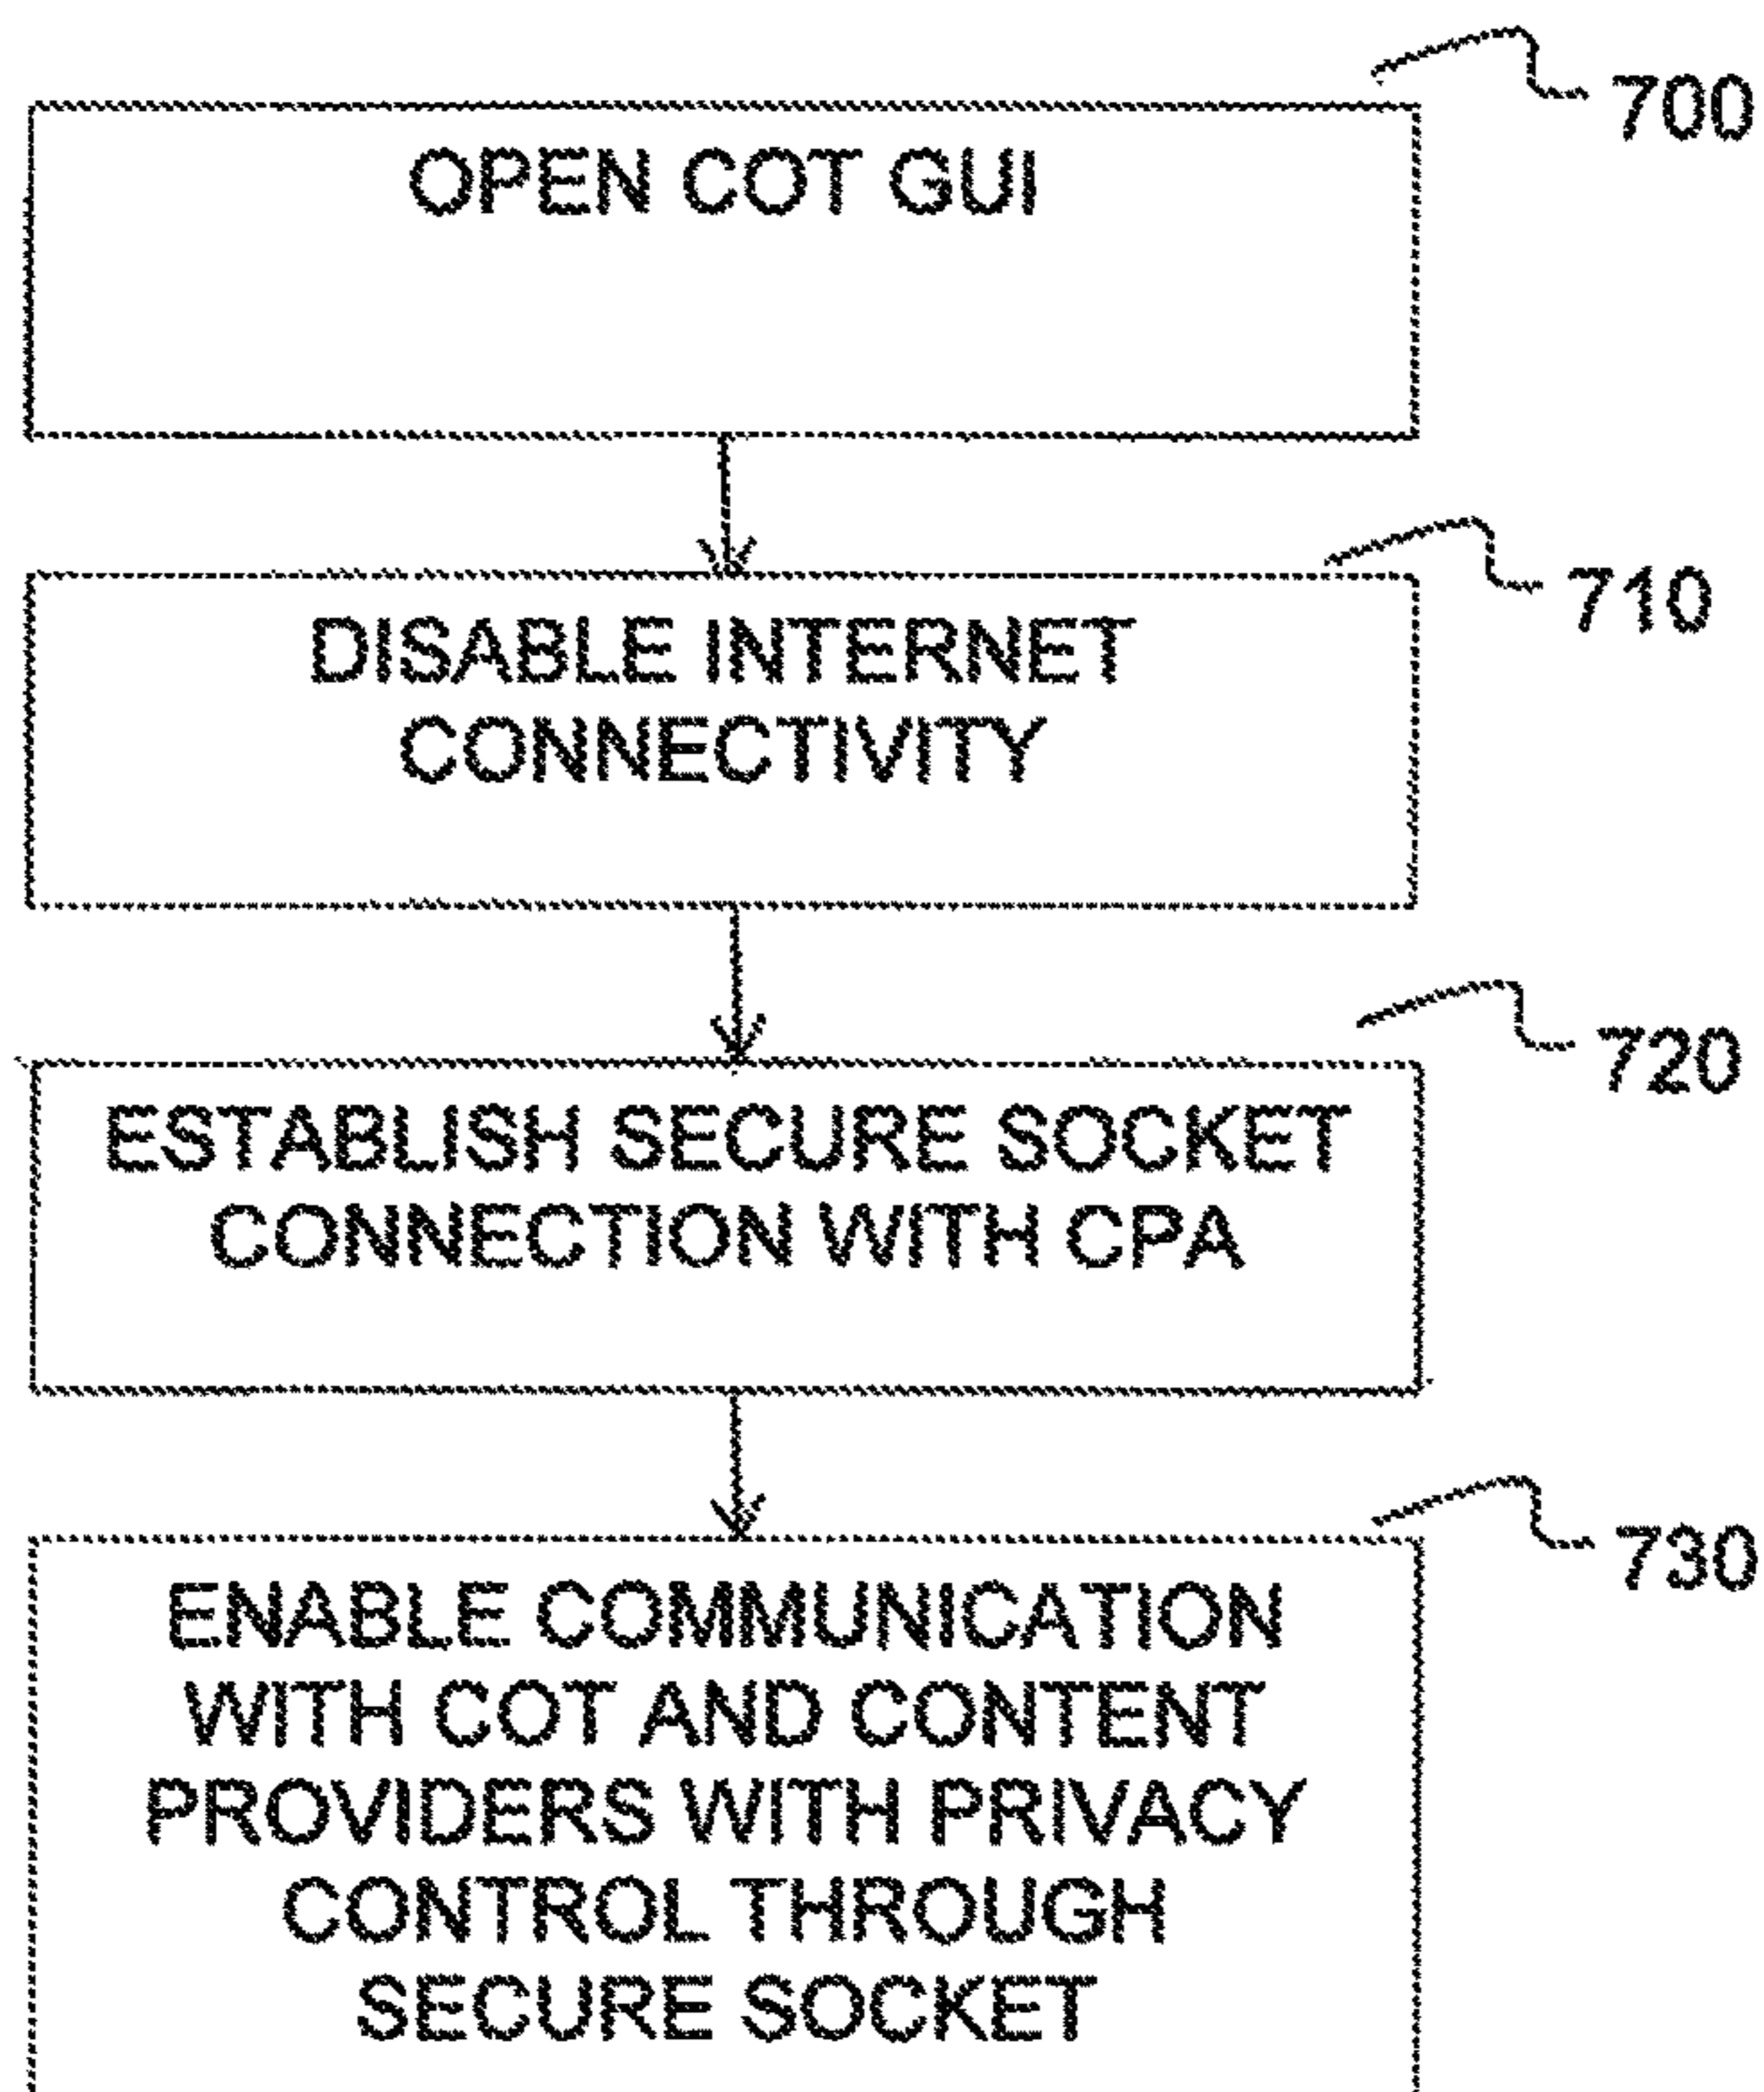 700
OPEN COT GUI
710
DISABLE INTERNET
CONNECTIVITY
720
ESTABLISH SECURE SOCKET
CONNECTION WITH CPA
730
ENABLE COMMUNICATION
WITH COT AND CONTENT
PROVIDERS WITH PRIVACY
CONTROL THROUGH
SECURE SOCKET